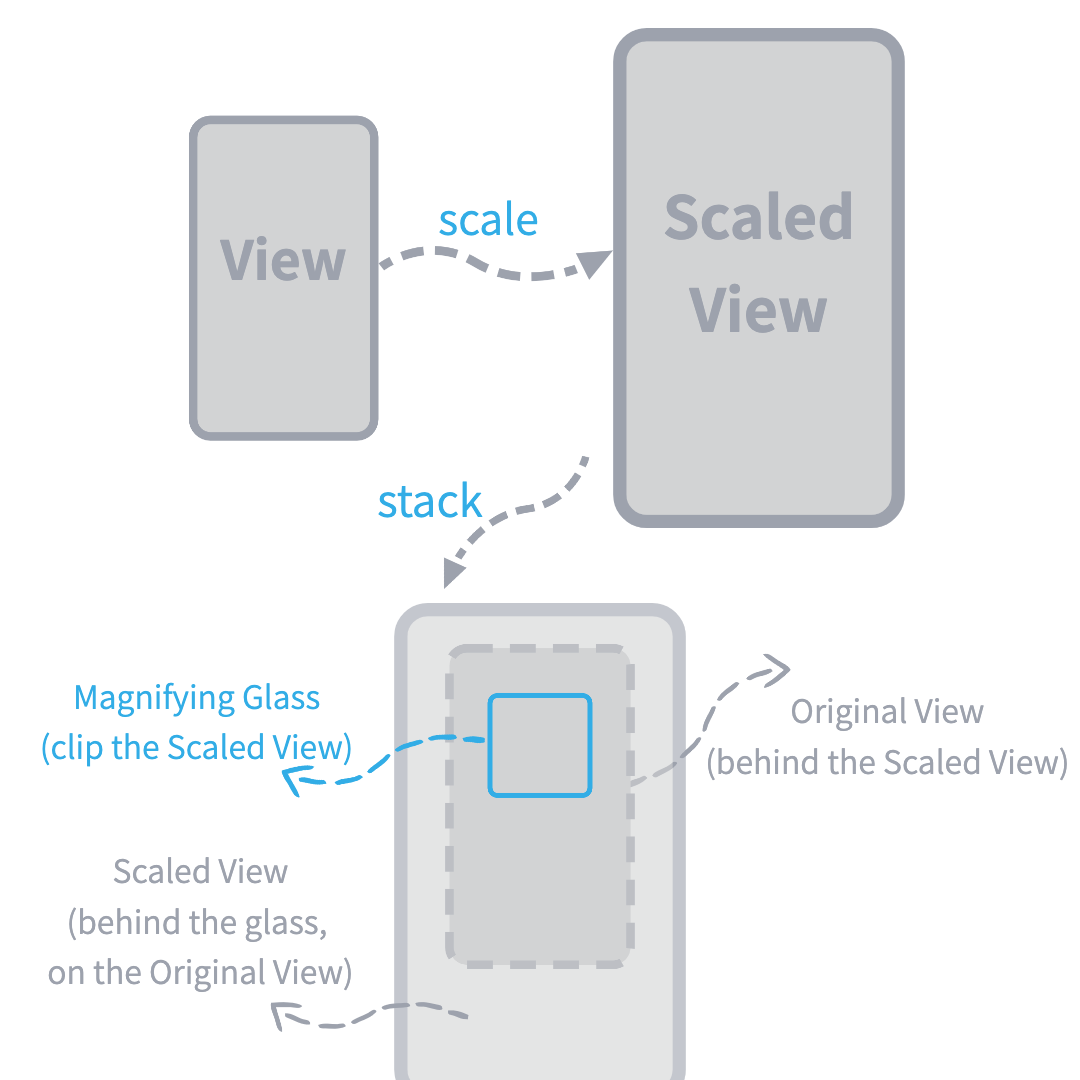 View
scale
Scaled
View
stack
Magnifying Glass
(clip the Scaled View)
Original View
(behind the Scaled View)
Scaled View
(behind the glass,
on the Original View)